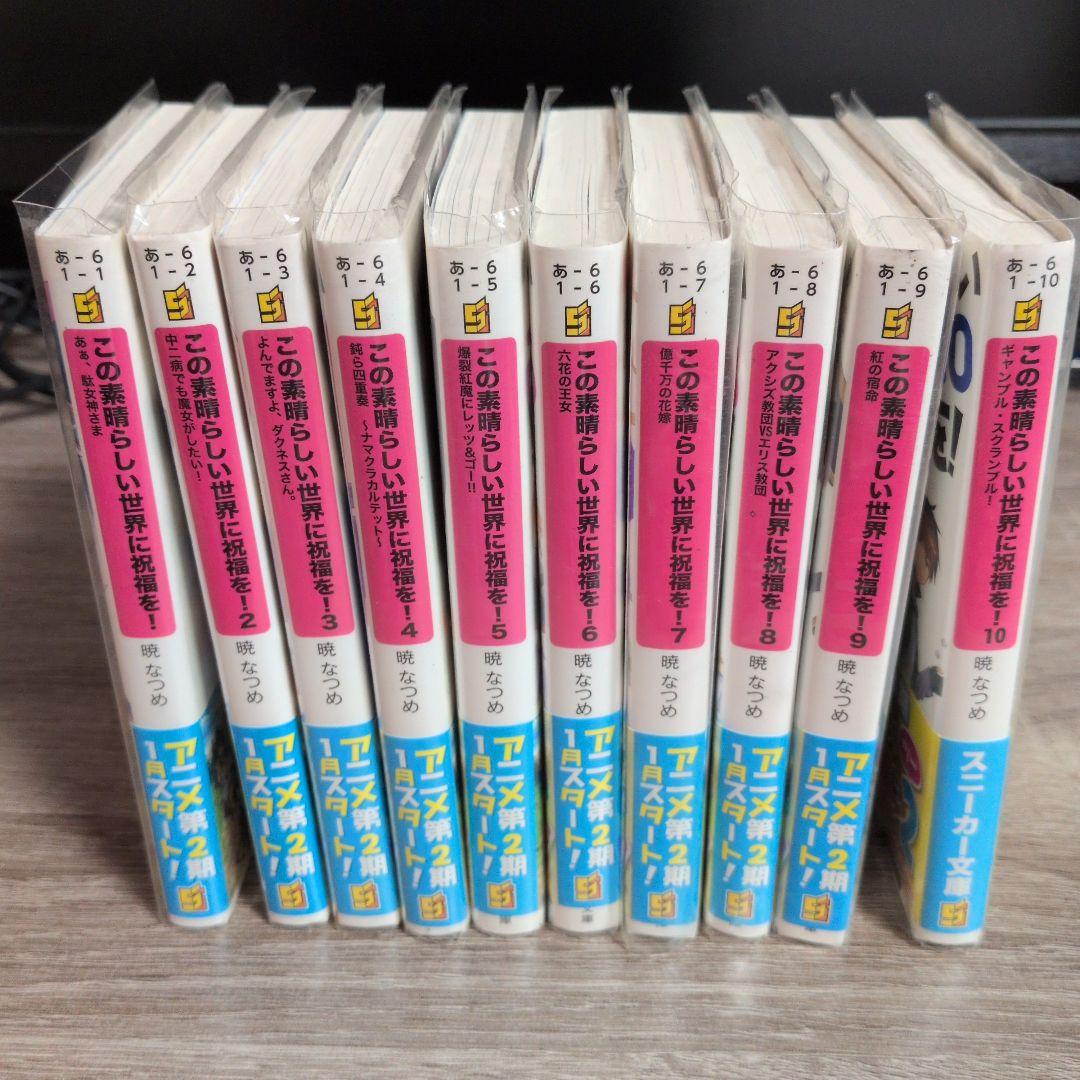 あ-6
1-1
この素晴らしい世界に祝福を!
あぁ、駄女神さま
暁 なつめ
アニメ第2期
1月スタート!
あ-6
1-2
この素晴らしい世界に祝福を!2
中二病でも魔女がしたい!
暁 なつめ
アニメ第2期
1月スタート!
あ-6
1-3
この素晴らしい世界に祝福を!3
よんでますよ、ダクネスさん。
暁 なつめ
アニメ第2期
1月スタート!
あ-6
1-4
この素晴らしい世界に祝福を!4
鈍ら四重奏 ~ナマクラカルテット~
暁 なつめ
アニメ第2期
1月スタート!
あ-6
1-5
この素晴らしい世界に祝福を!5
爆裂紅魔にレッツ&ゴー!!
暁 なつめ
アニメ第2期
1月スタート!
あ-6
1-6
この素晴らしい世界に祝福を!6
六花の王女
暁 なつめ
アニメ第2期
1月スタート!
文庫
あ-6
1-7
この素晴らしい世界に祝福を!7
億千万の花嫁
暁 なつめ
アニメ第2期
1月スタート!
あ-6
1-8
この素晴らしい世界に祝福を!8
アクシズ教団VSエリス教団
暁 なつめ
アニメ第2期
1月スタート!
あ-6
1-9
この素晴らしい世界に祝福を!9
紅の宿命
暁 なつめ
アニメ第2期
1月スタート!
あ-6
1-10
この素晴らしい世界に祝福を!10
ギャンブル・スクランブル!
暁 なつめ
スニーカー文庫